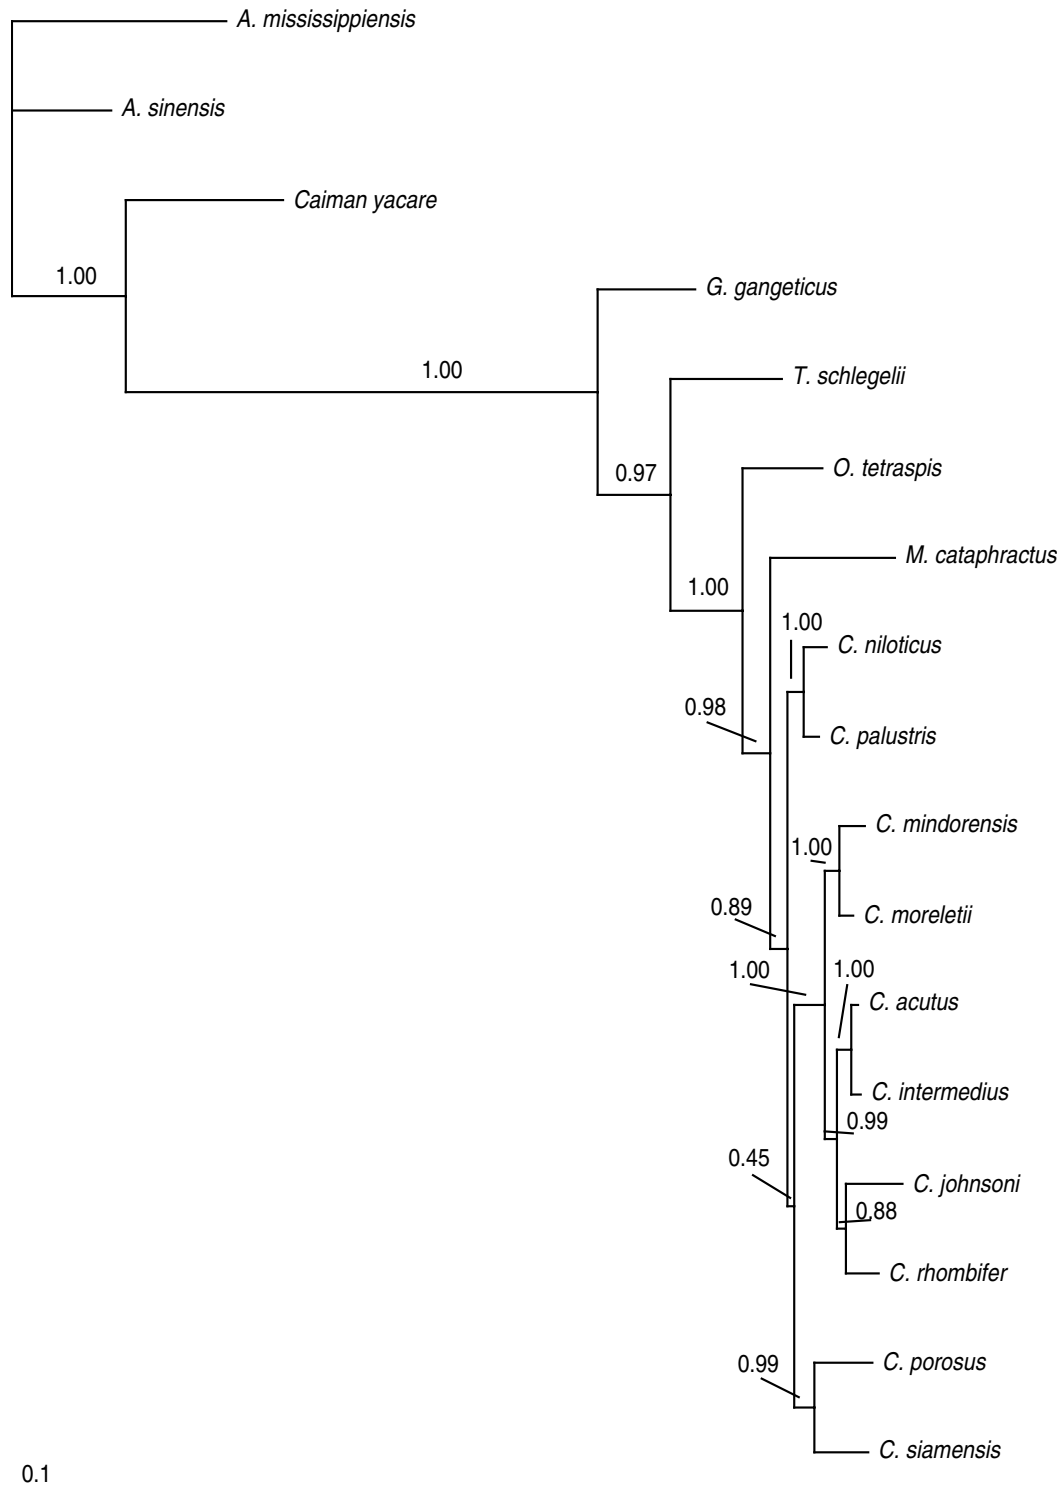 A. mississippiensis
A. sinensis
Caiman yacare
1.00
G. gangeticus
1.00
T. schlegelii
0.97
O. tetraspis
M. cataphractus
1.00
1.00
C. niloticus
0.98
C. palustris
C. mindorensis
1.00
0.89
C. moreletii
1.00
1.00
C. acutus
C. intermedius
0.99
0.45
C. johnsoni
0.88
C. rhombifer
0.99
C. porosus
C. siamensis
0.1